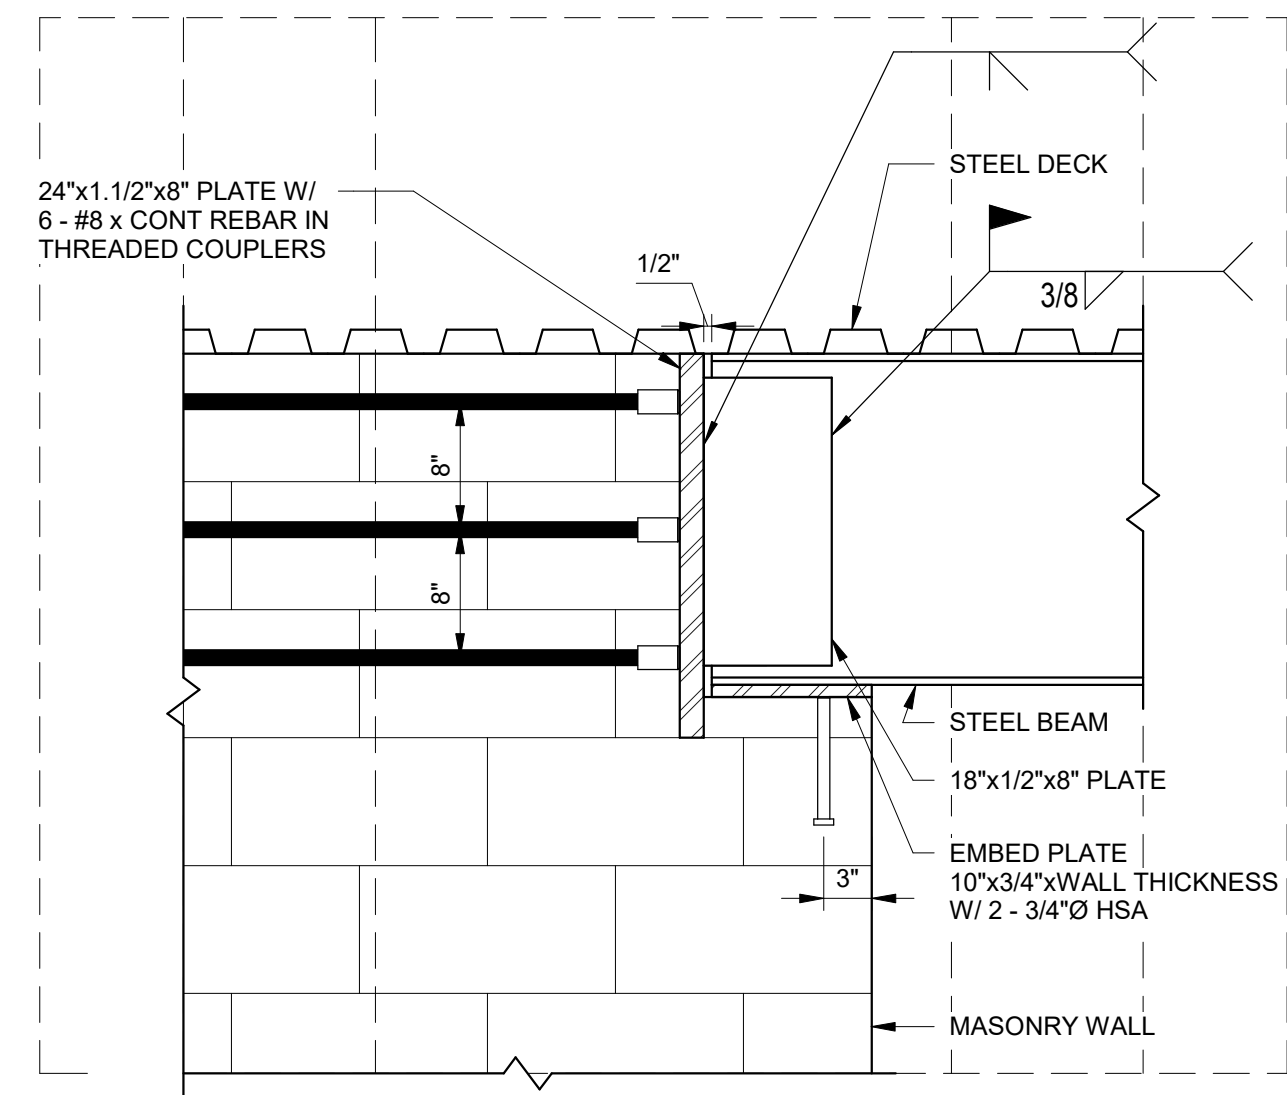 STEEL DECK
24"x1.1/2"x8" PLATE W/
6 - #8 x CONT REBAR IN
THREADED COUPLERS
1/2"
3/8
8"
8"
STEEL BEAM
18"x1/2"x8" PLATE
EMBED PLATE
10"x3/4"xWALL THICKNESS
W/ 2 - 3/4"Ø HSA
3"
MASONRY WALL